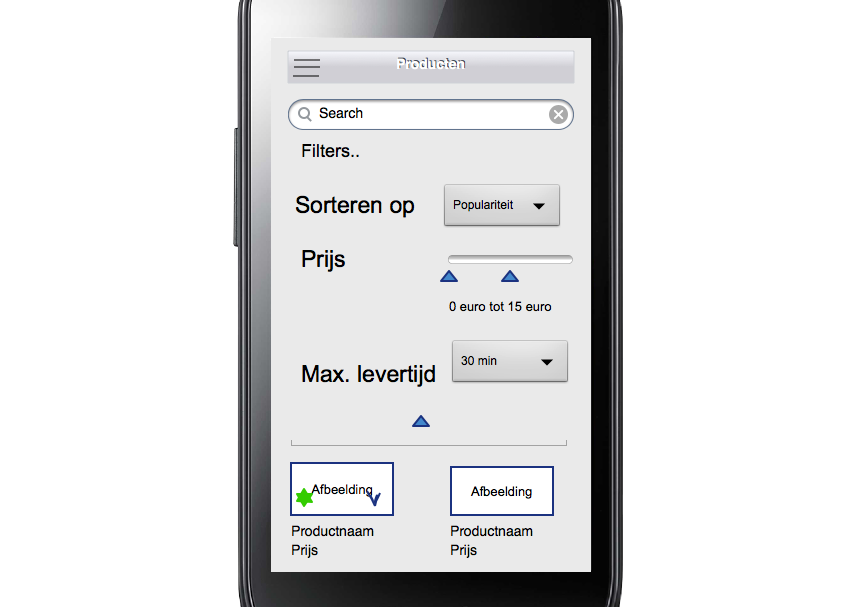 Producten
Search
Filters..
Sorteren op
Populariteit
Prijs
0 euro tot 15 euro
Max. levertijd
30 min
Afbeelding
Afbeelding
Productnaam
Productnaam
Prijs
Prijs